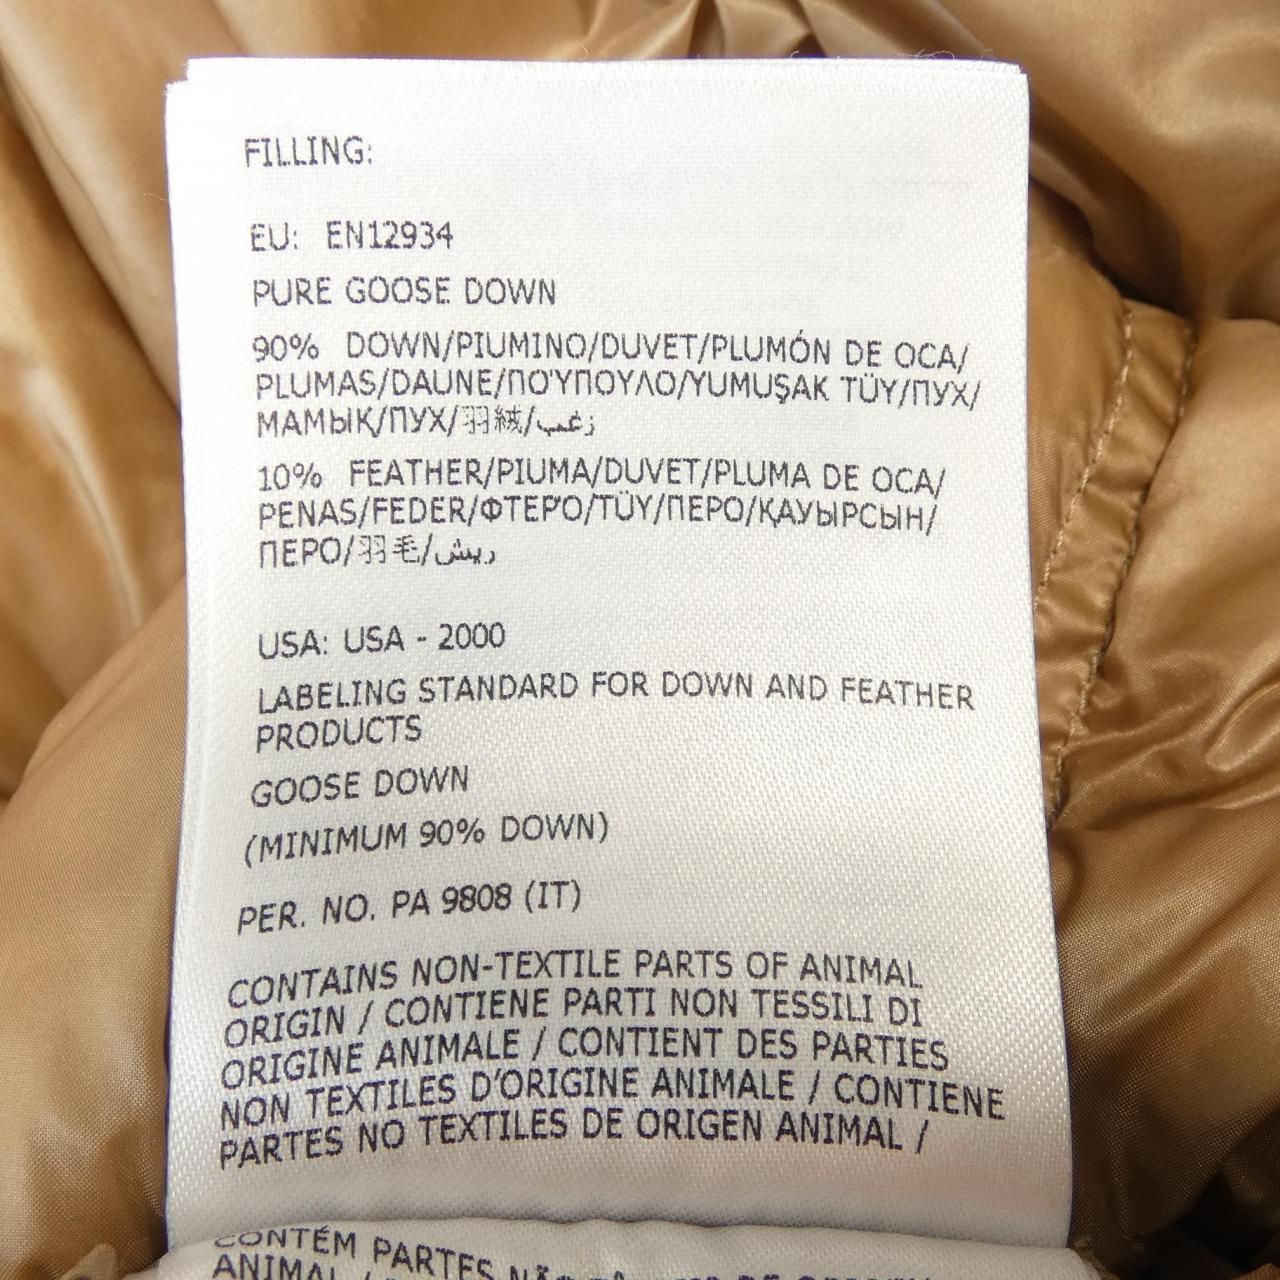 FILLING:
EU: EN12934
PURE GOOSE DOWN
90% DOWN/PIUMINO/DUVET/PLUMÓN DE OCA/
PLUMAS/DAUNE/ΠΟΎΠΟΥΛΟ/YUMUŞAK TÜY/ПУХ/
МАМЫҚ/ПУХ/羽絨/زغب
10% FEATHER/PIUMA/DUVET/PLUMA DE OCA/
PENAS/FEDER/ΦΤΕΡΌ/TÜY/ПЕРО/ҚАУЫРСЫН/
ПЕРО/羽毛/ريش
USA: USA - 2000
LABELING STANDARD FOR DOWN AND FEATHER
PRODUCTS
GOOSE DOWN
(MINIMUM 90% DOWN)
PER. NO. PA 9808 (IT)
CONTAINS NON-TEXTILE PARTS OF ANIMAL
ORIGIN / CONTIENE PARTI NON TESSILI DI
ORIGINE ANIMALE / CONTIENT DES PARTIES
NON TEXTILES D'ORIGINE ANIMALE / CONTIENE
PARTES NO TEXTILES DE ORIGEN ANIMAL /
CONTÉM PARTES NÃO
ANIMAL /